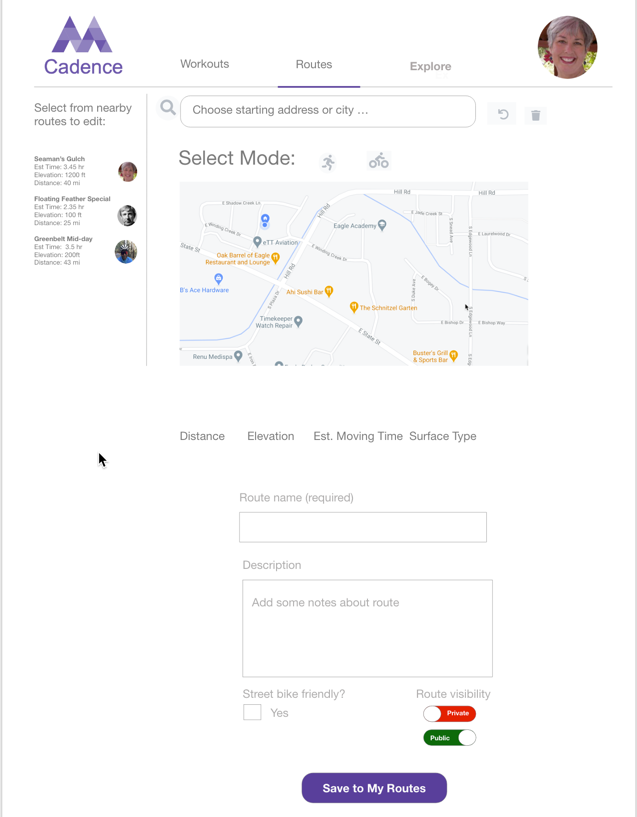 Cadence
Workouts
Routes
Explore
Select from nearby
routes to edit:
Seaman's Gulch
Est Time: 3.45 hr
Elevation: 1200 ft
Distance: 40 mi
Floating Feather Special
Est Time: 2.35 hr
Elevation: 100 ft
Distance: 25 mi
Greenbelt Mid-day
Est Time: 3.5 hr
Elevation: 200ft
Distance: 43 mi
Choose starting address or city ...
Select Mode:
Hill Rd
Hill Rd
E Shadow Creek Ln
Hill Rd
E Jelly Creek St
Eagle Academy
E Winding Creek Dr
eTT Aviation
E Winding Creek Dr
State St
Oak Barrel of Eagle
Restaurant and Lounge
Hill Rd
B's Ace Hardware
Ahi Sushi Bar
The Schnitzel Garten
E Plaza Dr
Timekeeper
Watch Repair
E Bishop Dr
E Bishop Way
E State St
Renu Medispa
Buster's Grill
& Sports Bar
Distance
Elevation
Est. Moving Time
Surface Type
Route name (required)
Description
Add some notes about route
Street bike friendly?
Yes
Route visibility
Private
Public
Save to My Routes